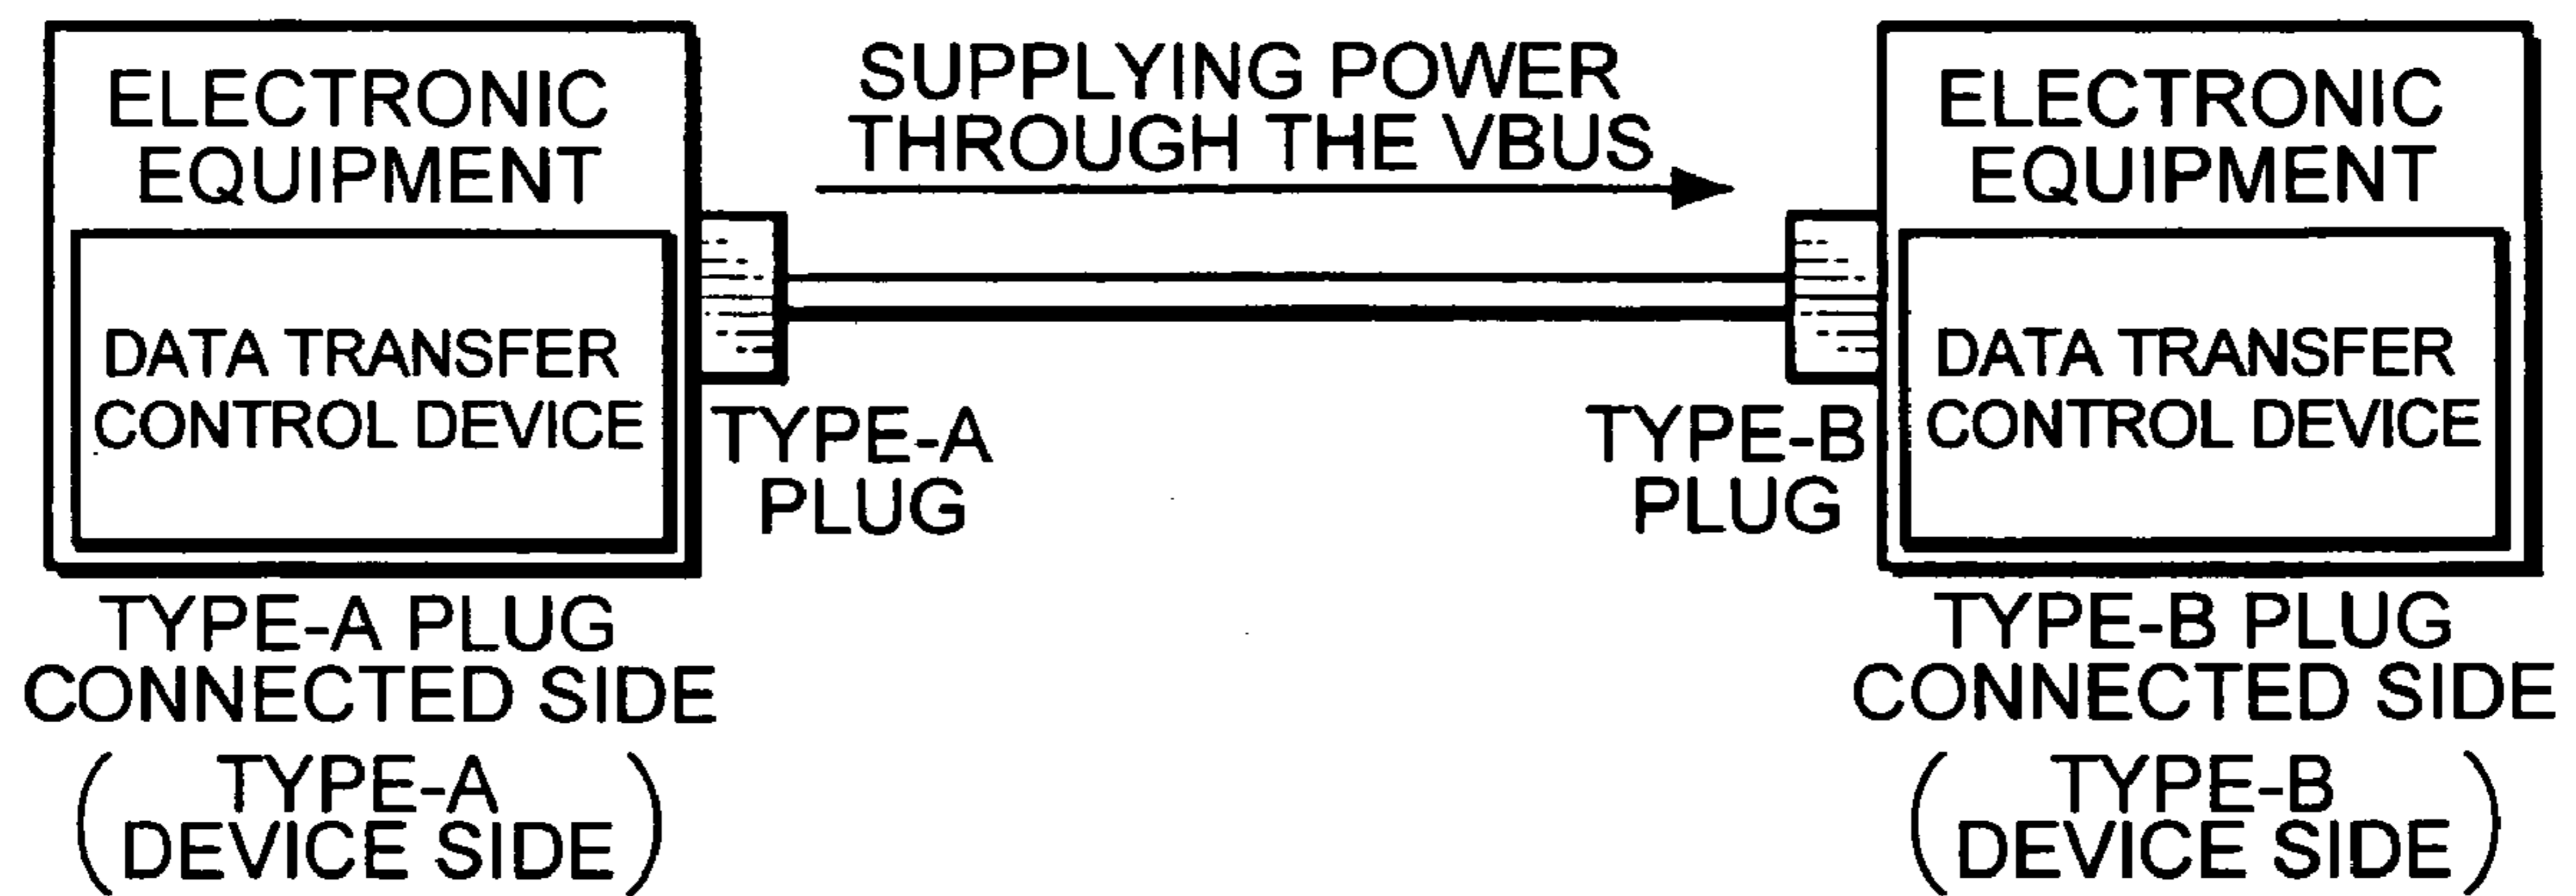 ELECTRONIC
EQUIPMENT
DATA TRANSFER
CONTROL DEVICE
TYPE-A
PLUG
TYPE-A PLUG
CONNECTED SIDE
(TYPE-A
DEVICE SIDE)
SUPPLYING POWER
THROUGH THE VBUS
ELECTRONIC
EQUIPMENT
DATA TRANSFER
CONTROL DEVICE
TYPE-B
PLUG
TYPE-B PLUG
CONNECTED SIDE
(TYPE-B
DEVICE SIDE)